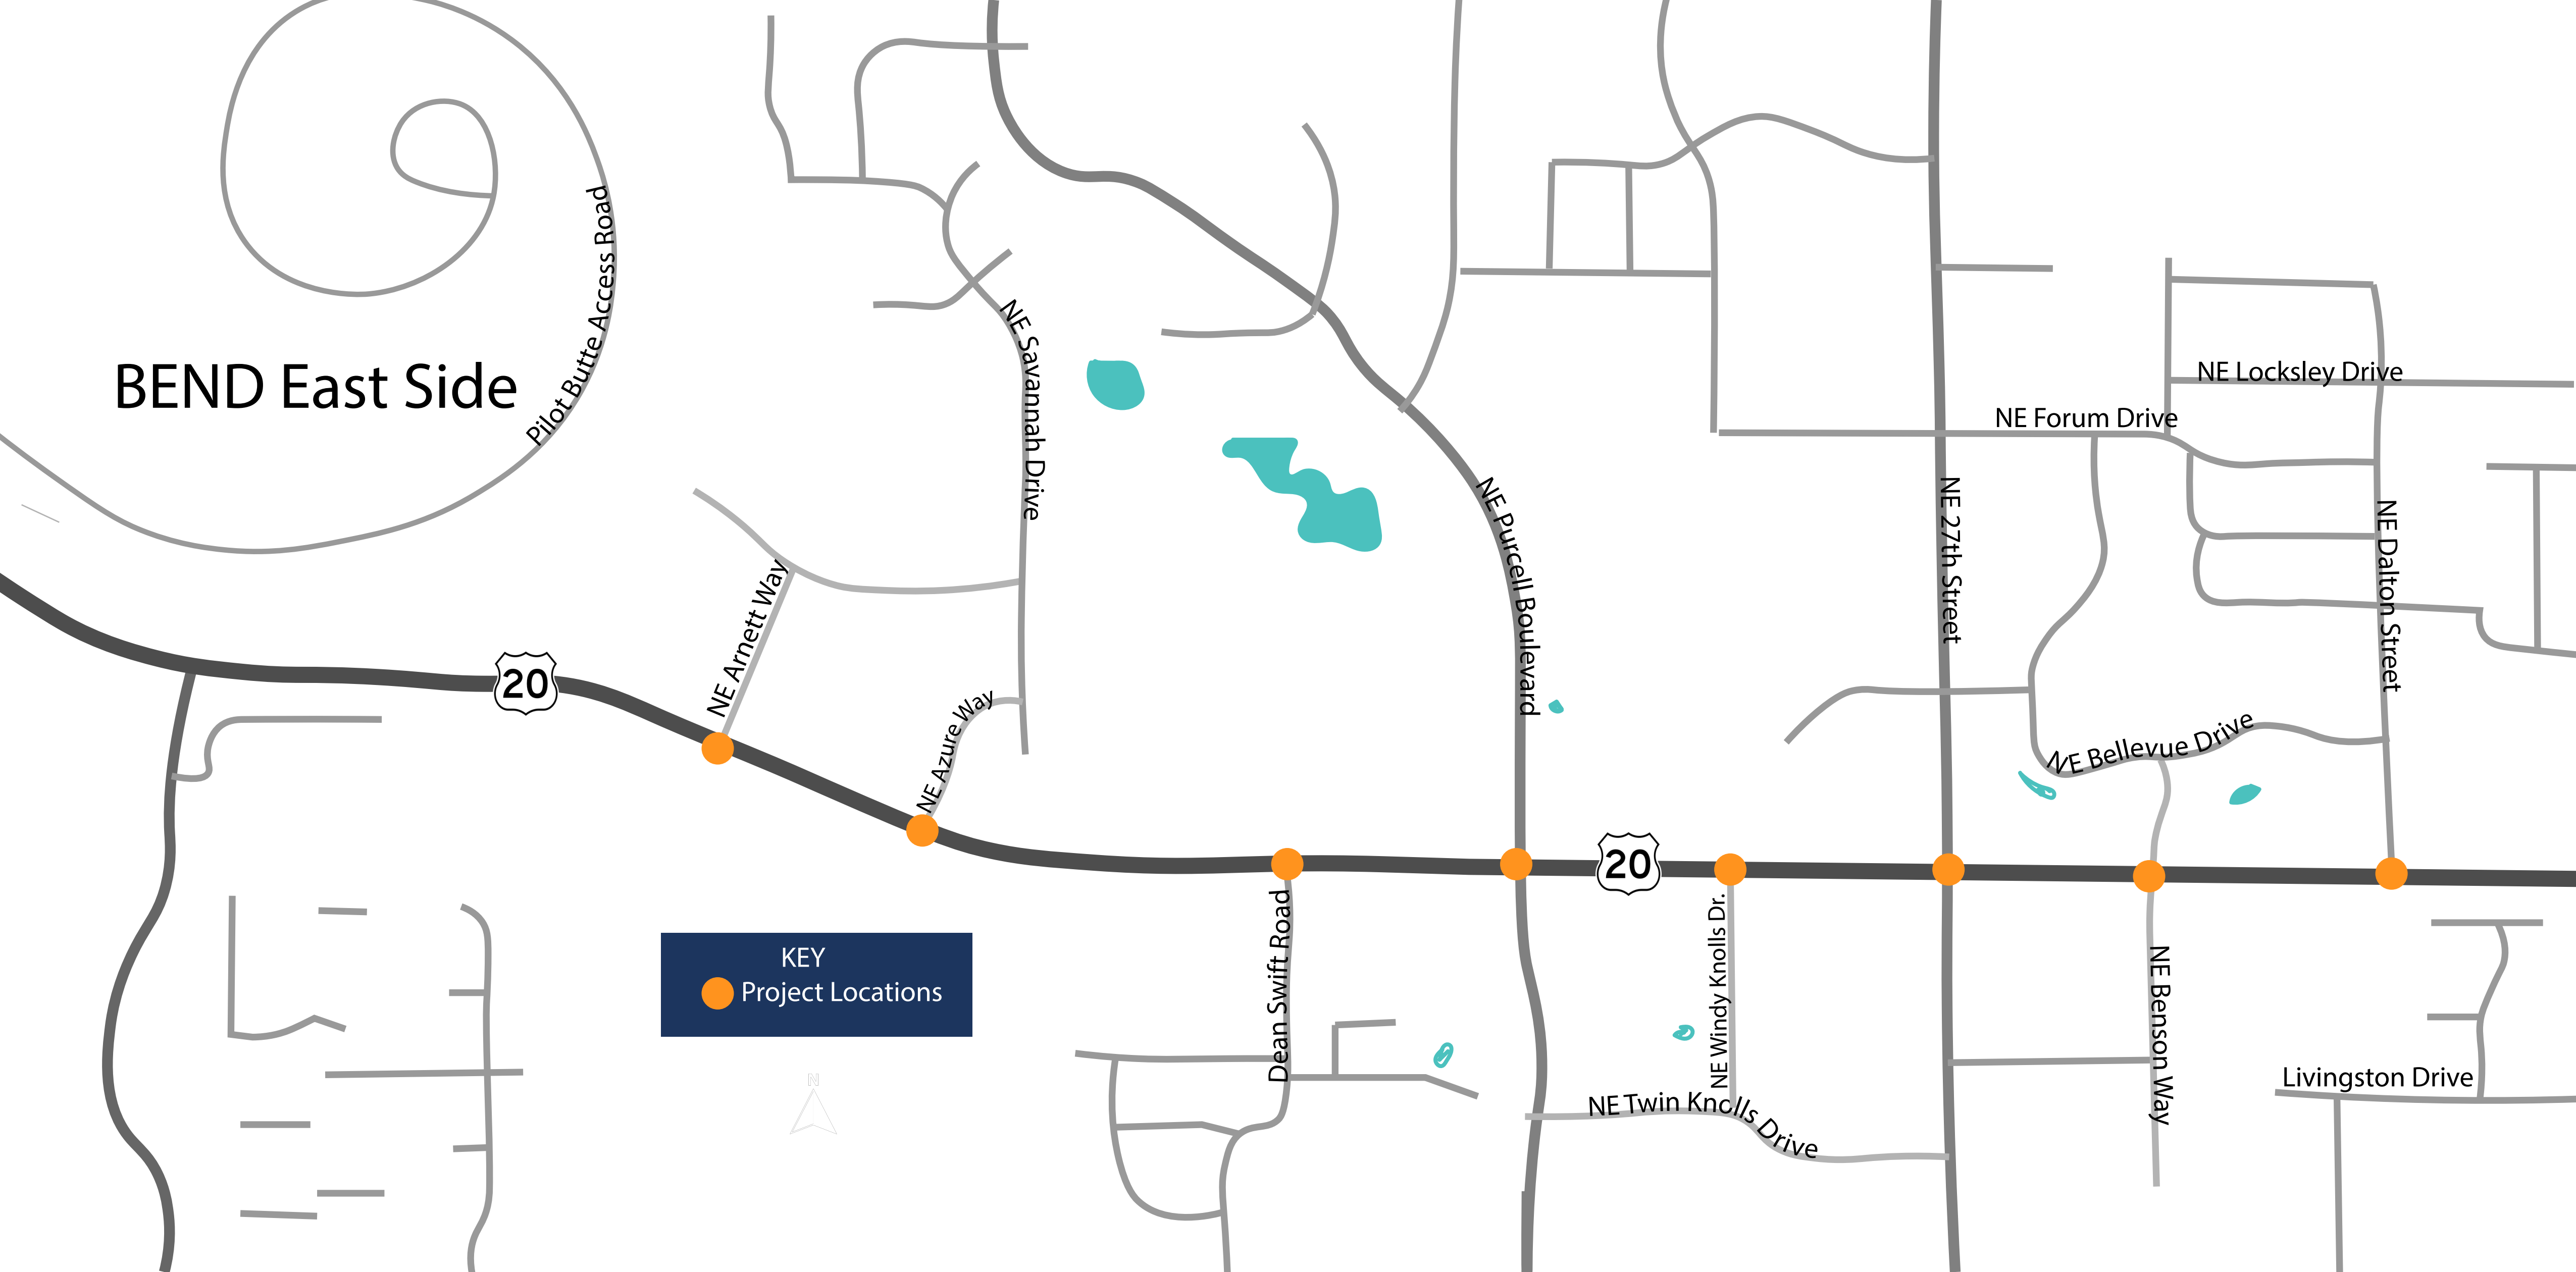 BEND East Side
Pilot Butte Access Road
NE Savannah Drive
NE Locksley Drive
NE Forum Drive
NE Purcell Boulevard
NE 27th Street
NE Dalton Street
NE Arnett Way
20
NE Azure Way
NE Bellevue Drive
20
Dean Swift Road
NE Windy Knolls Dr.
NE Benson Way
KEY
Project Locations
N
NE Twin Knolls Drive
Livingston Drive